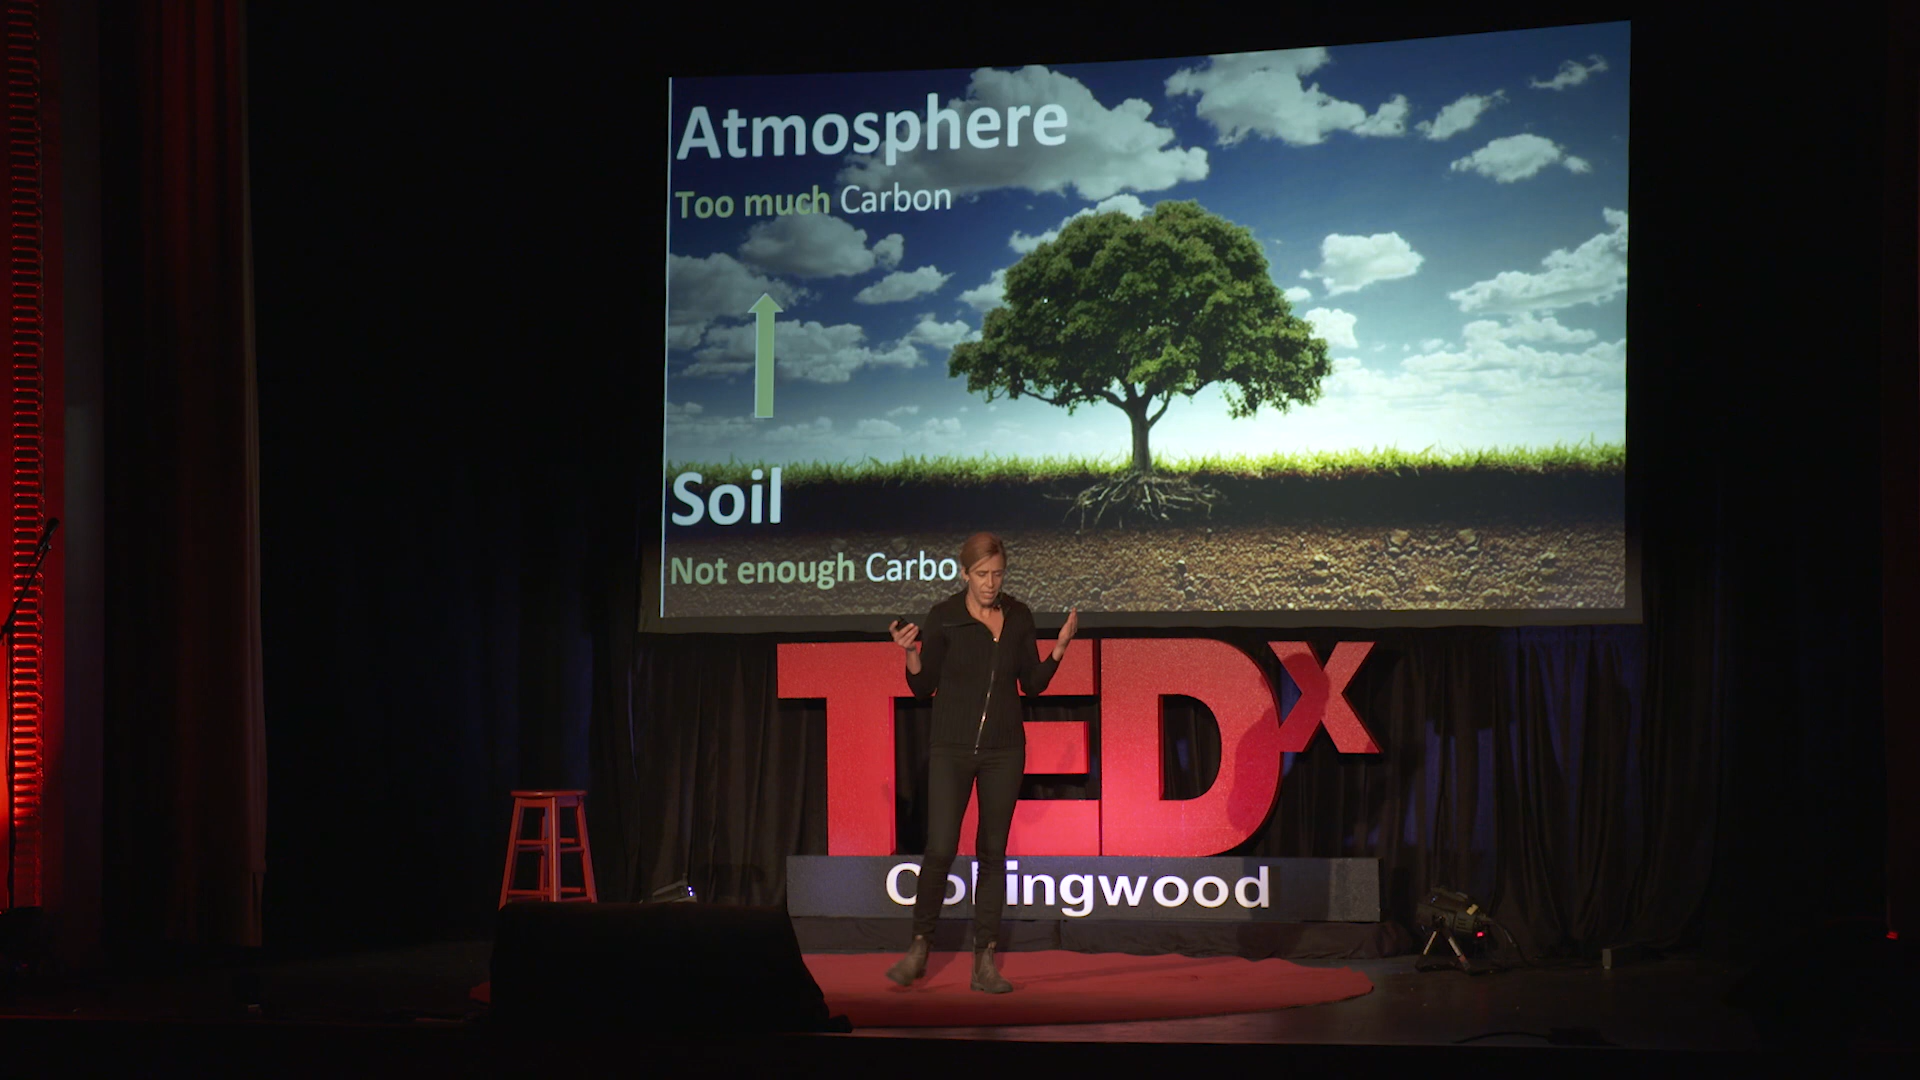 Atmosphere
Too much Carbon
Soil
Not enough Carbo
TEDx
Collingwood